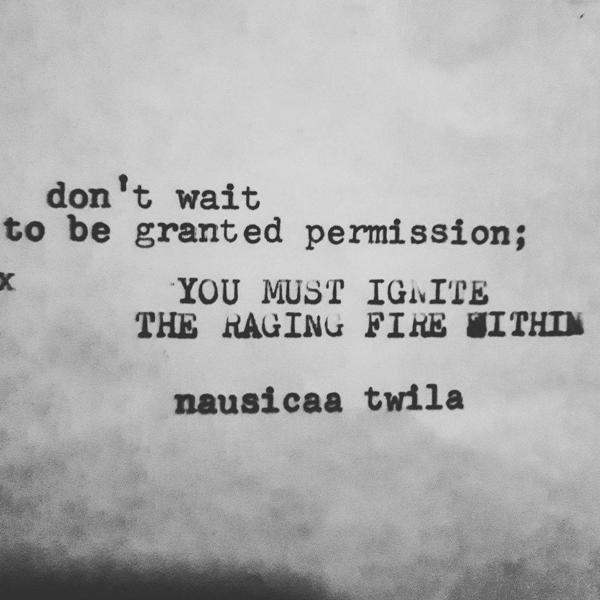 don't wait
to be granted permission;
x
YOU MUST IGNITE
THE RAGING FIRE WITHIN
nausicaa twila